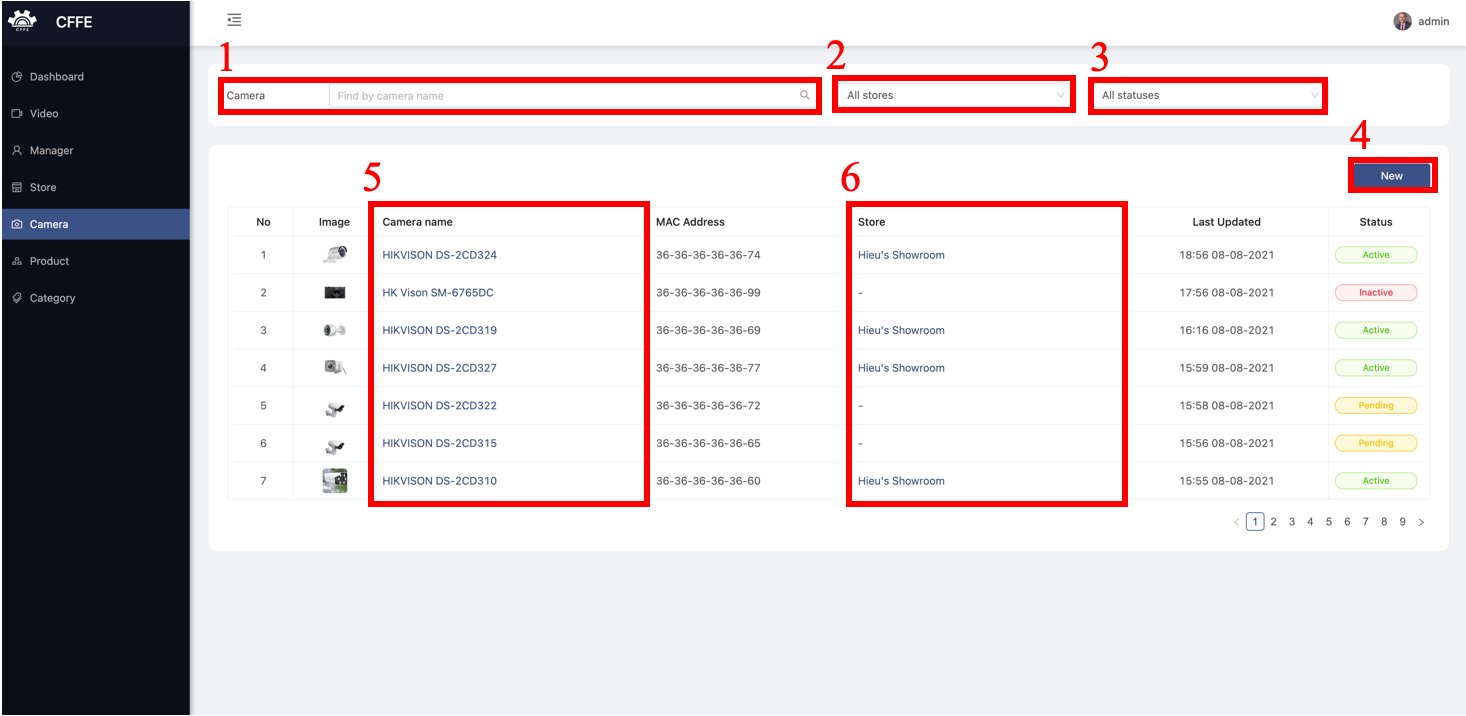 CFFE
CFFE
admin
Dashboard
Video
Manager
Store
Camera
Product
Category
1
Camera
Find by camera name
2
All stores
3
All statuses
4
New
5
6
No Image Camera name MAC Address Store Last Updated Status
1 HIKVISON DS-2CD324 36-36-36-36-36-74 Hieu's Showroom 18:56 08-08-2021 Active
2 HK Vison SM-6765DC 36-36-36-36-36-99 - 17:56 08-08-2021 Inactive
3 HIKVISON DS-2CD319 36-36-36-36-36-69 Hieu's Showroom 16:16 08-08-2021 Active
4 HIKVISON DS-2CD327 36-36-36-36-36-77 Hieu's Showroom 15:59 08-08-2021 Active
5 HIKVISON DS-2CD322 36-36-36-36-36-72 - 15:58 08-08-2021 Pending
6 HIKVISON DS-2CD315 36-36-36-36-36-65 - 15:56 08-08-2021 Pending
7 HIKVISON DS-2CD310 36-36-36-36-36-60 Hieu's Showroom 15:55 08-08-2021 Active
< 1 2 3 4 5 6 7 8 9 >